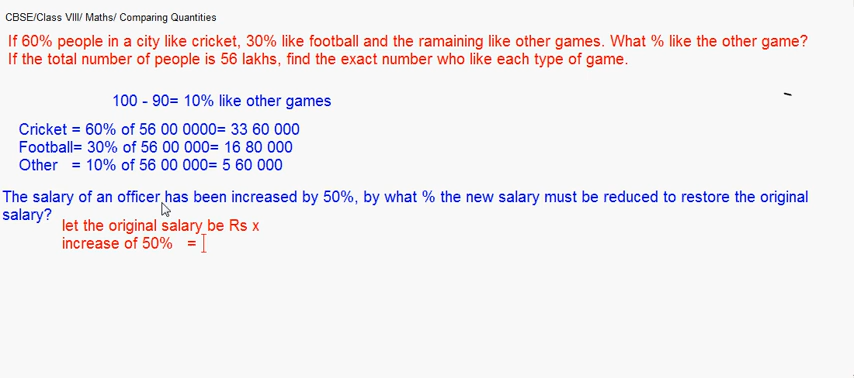 CBSE/Class VIII/ Maths/ Comparing Quantities
If 60% people in a city like cricket, 30% like football and the ramaining like other games. What % like the other game?
If the total number of people is 56 lakhs, find the exact number who like each type of game.
100 - 90= 10% like other games
Cricket = 60% of 56 00 0000= 33 60 000
Football= 30% of 56 00 000= 16 80 000
Other = 10% of 56 00 000= 5 60 000
The salary of an officer has been increased by 50%, by what % the new salary must be reduced to restore the original
salary?
let the original salary be Rs x
increase of 50% =